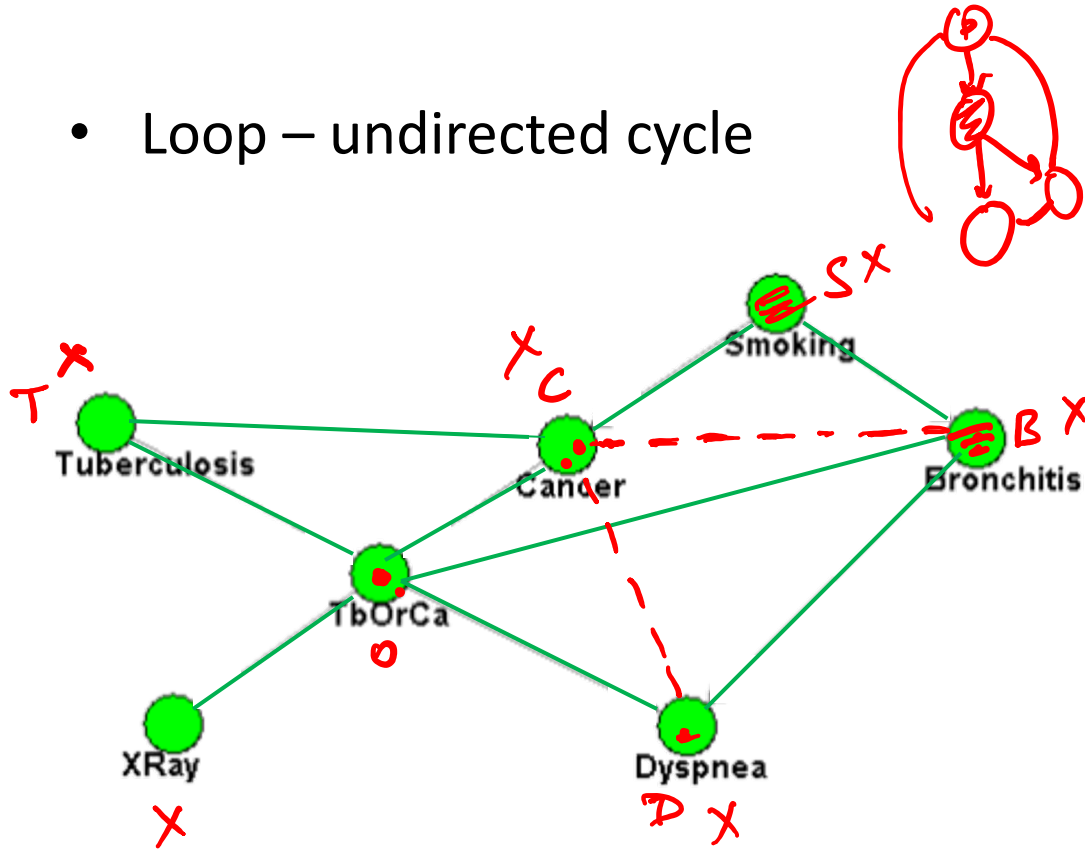 • Loop – undirected cycle
S X
Smoking
X
C
T X
B X
Tuberculosis
Cancer
Bronchitis
TbOrCa
O
XRay
Dyspnea
X
D X